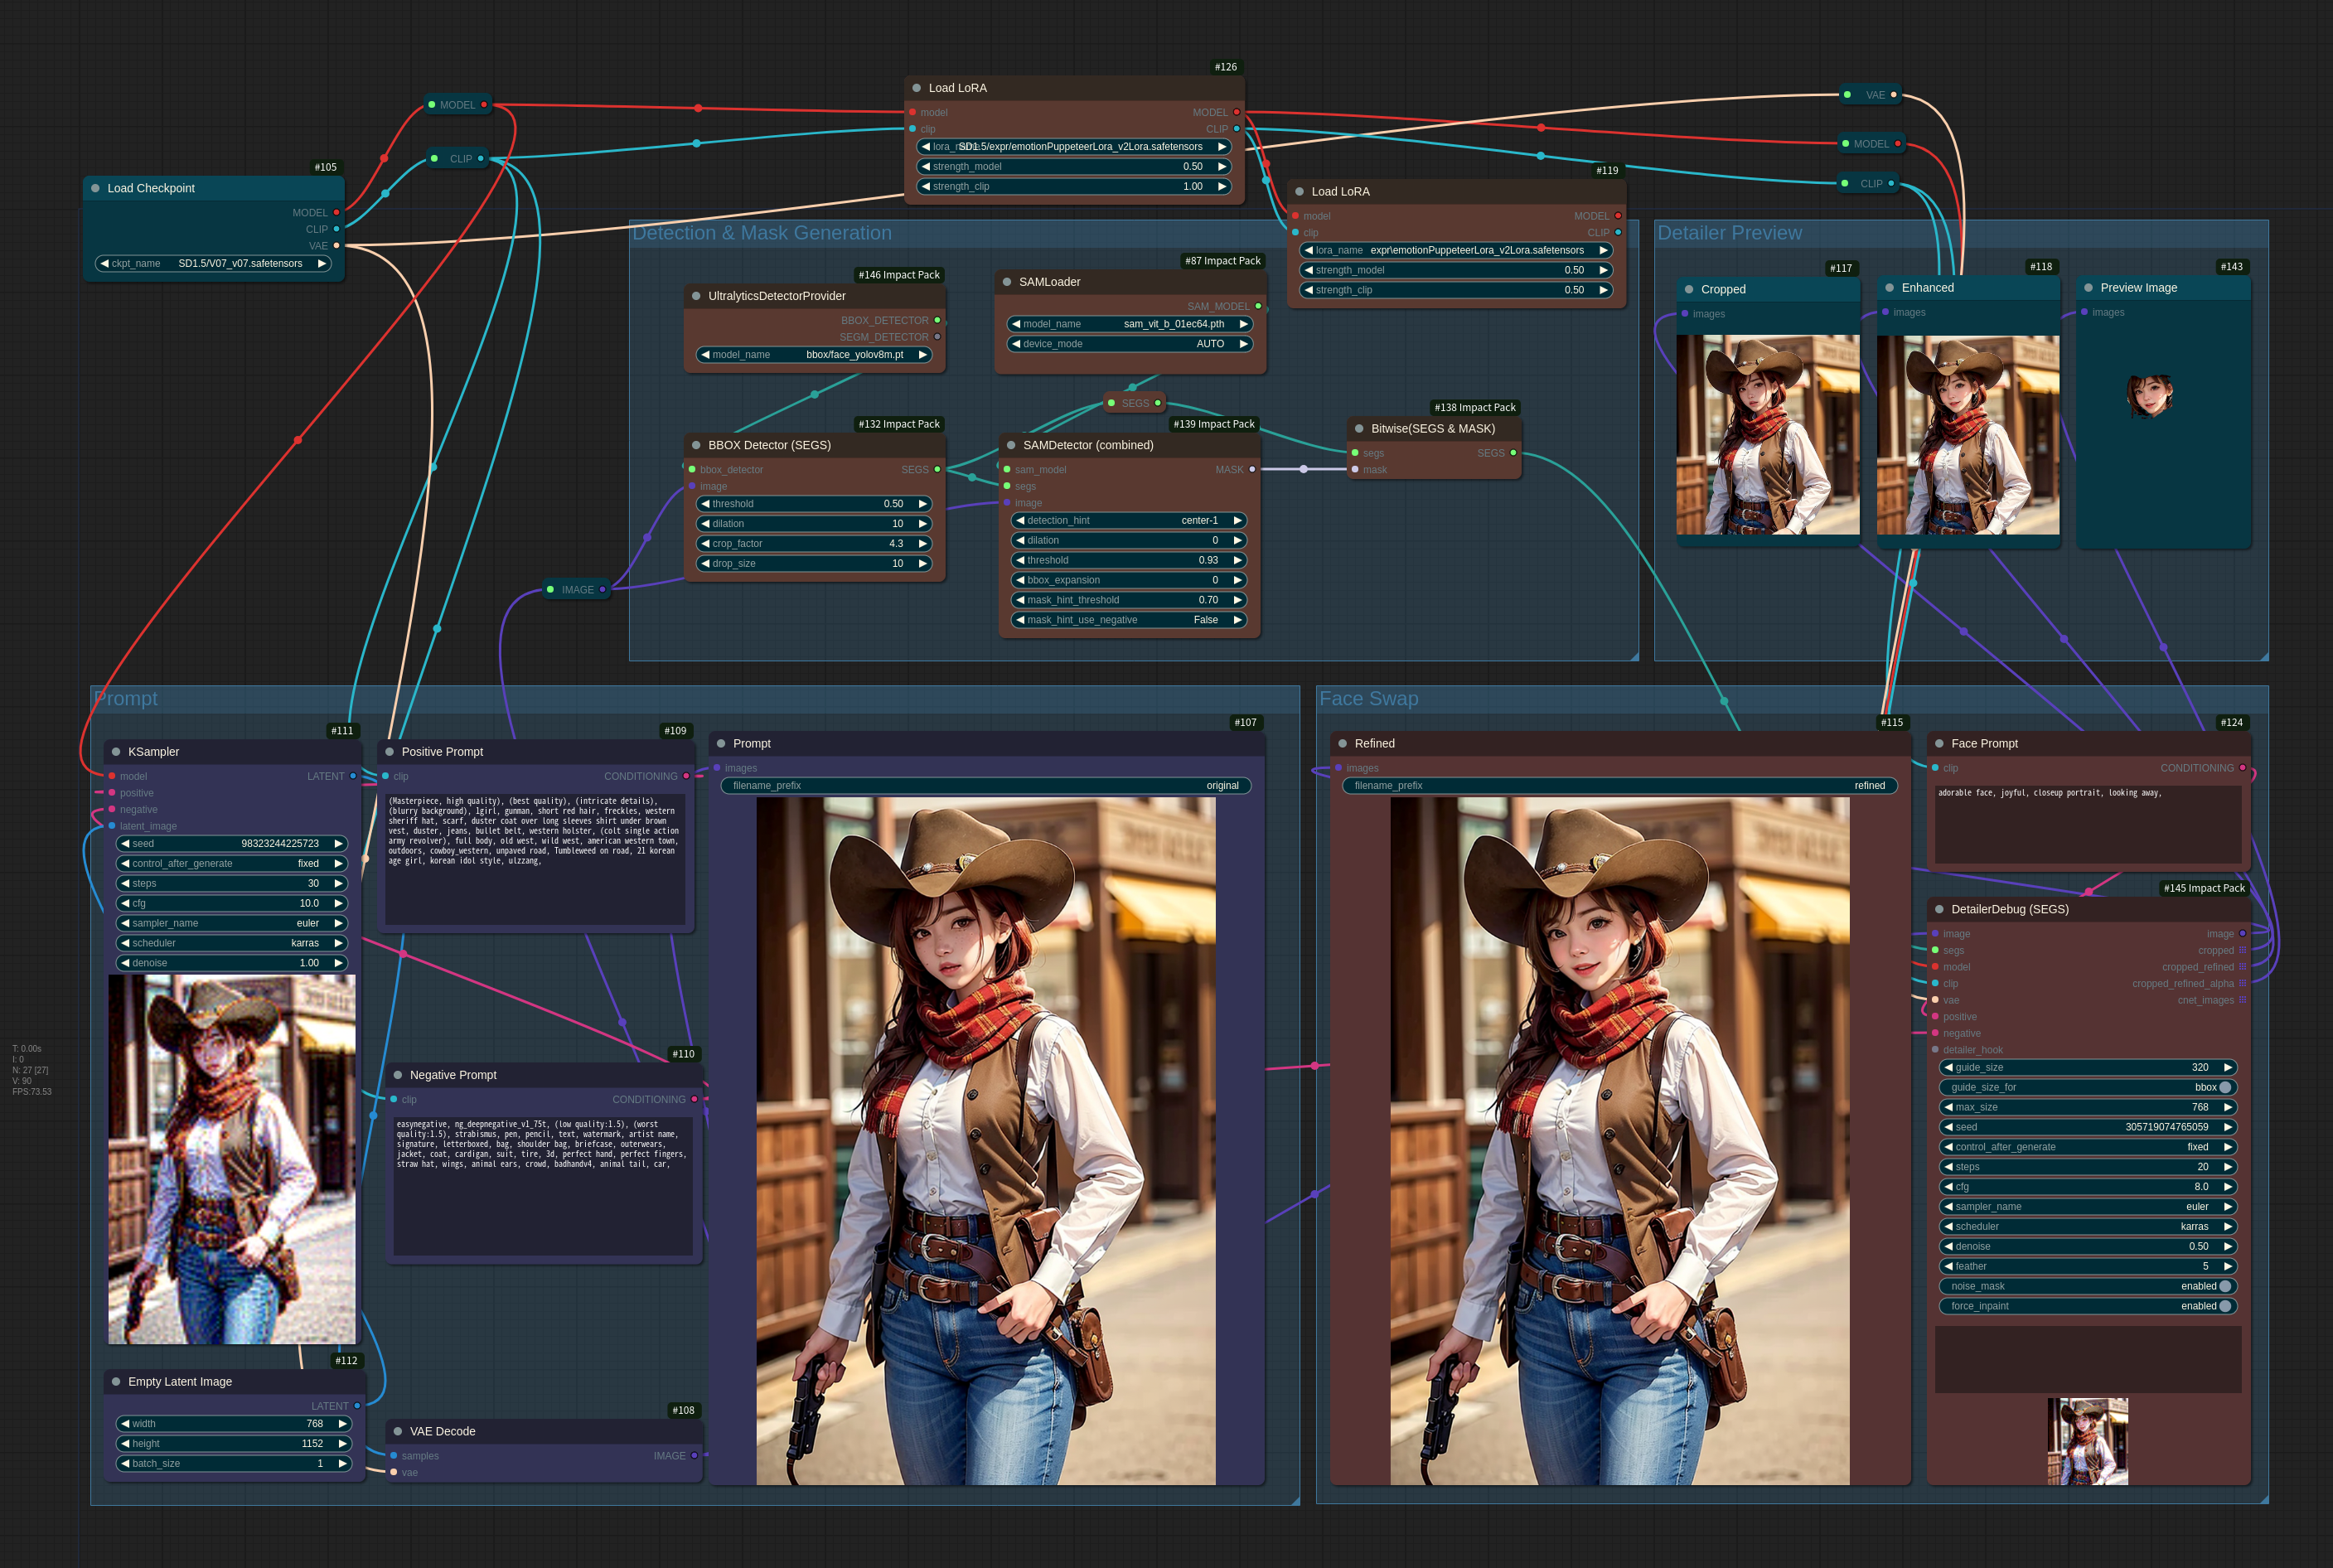 #126
Load LoRA
model MODEL
clip CLIP
SD1.5/expr/emotionPuppeteerLora_v2Lora.safetensors
strength_model 0.50
strength_clip 1.00
MODEL
CLIP
VAE
MODEL
CLIP
#105
Load Checkpoint
MODEL
CLIP
VAE
ckpt_name SD1.5/V07_v07.safetensors
#119
Load LoRA
model MODEL
clip CLIP
lora_name expr\emotionPuppeteerLora_v2Lora.safetensors
strength_model 0.50
strength_clip 0.50
Detection & Mask Generation
#146 Impact Pack
UltralyticsDetectorProvider
BBOX_DETECTOR
SEGM_DETECTOR
model_name bbox/face_yolov8m.pt
#87 Impact Pack
SAMLoader
SAM_MODEL
model_name sam_vit_b_01ec64.pth
device_mode AUTO
SEGS
#132 Impact Pack
BBOX Detector (SEGS)
bbox_detector SEGS
image
threshold 0.50
dilation 10
crop_factor 4.3
drop_size 10
#139 Impact Pack
SAMDetector (combined)
sam_model MASK
segs
image
detection_hint center-1
dilation 0
threshold 0.93
bbox_expansion 0
mask_hint_threshold 0.70
mask_hint_use_negative False
#138 Impact Pack
Bitwise(SEGS & MASK)
segs SEGS
mask
IMAGE
Detailer Preview
#117
Cropped
images
#118
Enhanced
images
#143
Preview Image
images
Prompt
#111
KSampler
model LATENT
positive
negative
latent_image
seed 98323244225723
control_after_generate fixed
steps 30
cfg 10.0
sampler_name euler
scheduler karras
denoise 1.00
#109
Positive Prompt
clip CONDITIONING
(Masterpiece, high quality), (best quality), (intricate details),
(blurry background), 1girl, gunman, short red hair, freckles, western
sheriff hat, scarf, duster coat over long sleeves shirt under brown
vest, duster, jeans, bullet belt, western holster, (colt single action
army revolver), full body, old west, wild west, american western town,
outdoors, cowboy_western, unpaved road, Tumbleweed on road, 21 korean
age girl, korean idol style, ulzzang,
#110
Negative Prompt
clip CONDITIONING
easynegative, ng_deepnegative_v1_75t, (low quality:1.5), (worst
quality:1.5), strabismus, pen, pencil, text, watermark, artist name,
signature, letterboxed, bag, shoulder bag, briefcase, outerwears,
jacket, coat, cardigan, suit, tire, 3d, perfect hand, perfect fingers,
straw hat, wings, animal ears, crowd, badhandv4, animal tail, car,
#112
Empty Latent Image
LATENT
width 768
height 1152
batch_size 1
#108
VAE Decode
samples IMAGE
vae
#107
Prompt
images
filename_prefix original
Face Swap
#115
Refined
images
filename_prefix refined
#124
Face Prompt
clip CONDITIONING
adorable face, joyful, closeup portrait, looking away,
#145 Impact Pack
DetailerDebug (SEGS)
image image
segs cropped
model cropped_refined
clip cropped_refined_alpha
vae cnet_images
positive
negative
detailer_hook
guide_size 320
guide_size_for bbox
max_size 768
seed 305719074765059
control_after_generate fixed
steps 20
cfg 8.0
sampler_name euler
scheduler karras
denoise 0.50
feather 5
noise_mask enabled
force_inpaint enabled
T: 0.00s
I: 0
N: 27 [27]
V: 90
FPS:73.53